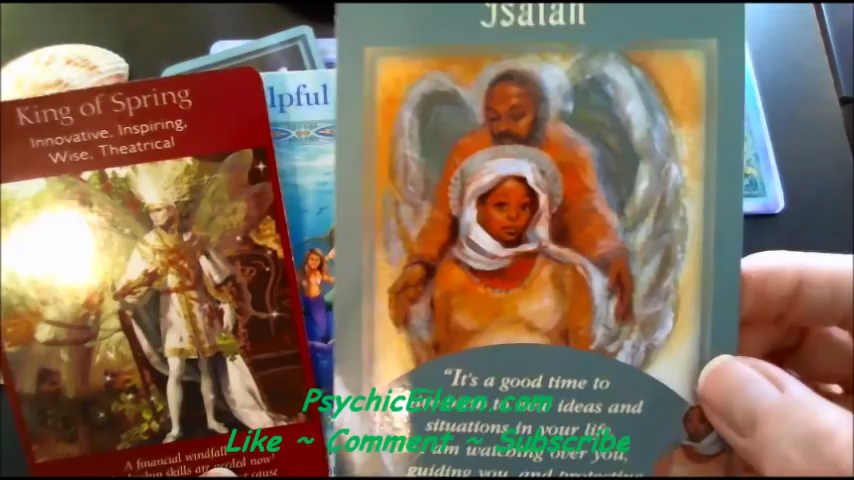 Isaiah
King of Spring
Innovative, Inspiring,
Wise, Theatrical
lpful
"It's a good time to
ideas and
situations in your life.
I am watching over you,
guiding you, and protecting
PsychicEileen.com
Like ~ Comment ~ Subscribe
A financial windfall
skills are needed now!
cause